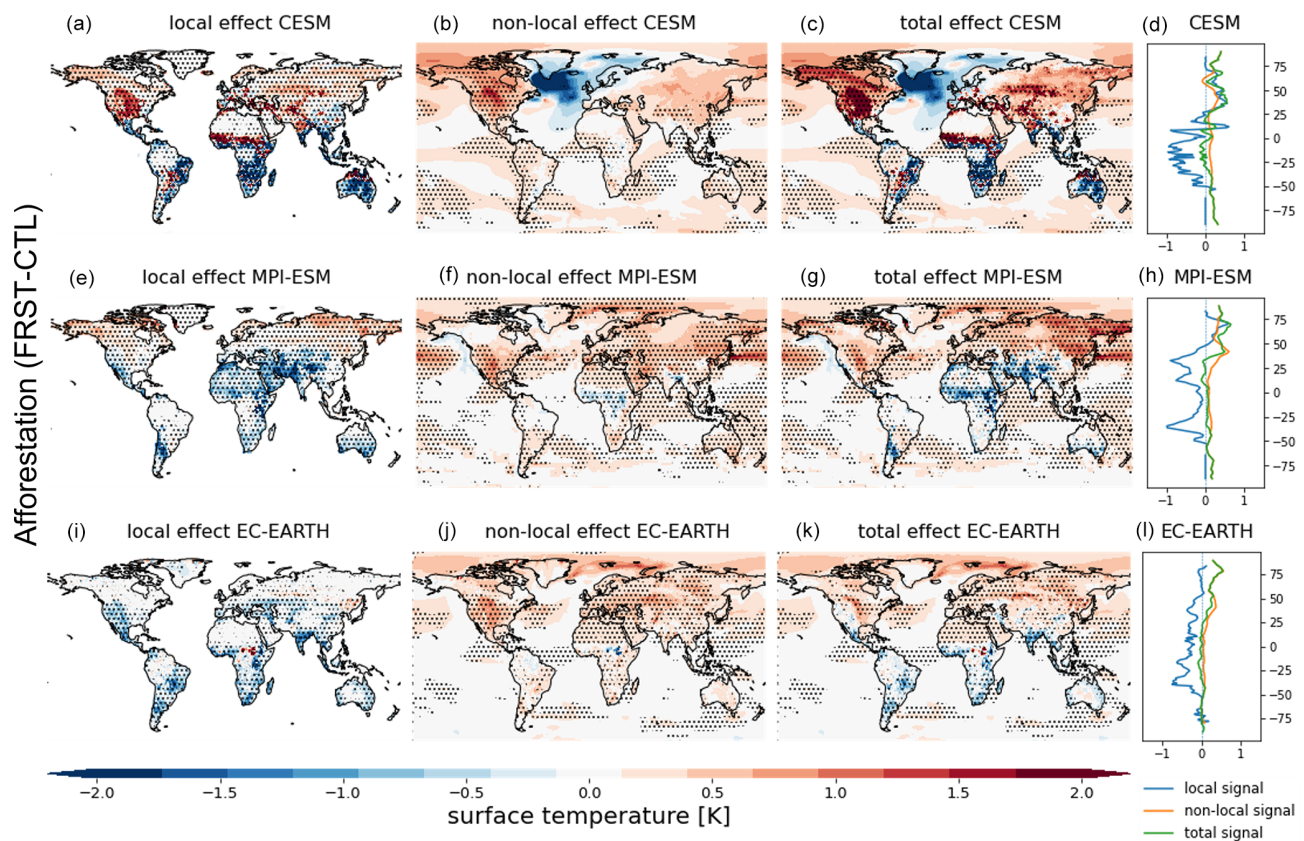 (a) local effect CESM
(b) non-local effect CESM
(c) total effect CESM
(d) CESM
75
50
25
0
−25
−50
−75
−1 0 1
Afforestation (FRST-CTL)
(e) local effect MPI-ESM
(f) non-local effect MPI-ESM
(g) total effect MPI-ESM
(h) MPI-ESM
75
50
25
0
−25
−50
−75
−1 0 1
(i) local effect EC-EARTH
(j) non-local effect EC-EARTH
(k) total effect EC-EARTH
(l) EC-EARTH
75
50
25
0
−25
−50
−75
−1 0 1
−2.0 −1.5 −1.0 −0.5 0.0 0.5 1.0 1.5 2.0
surface temperature [K]
local signal
non-local signal
total signal